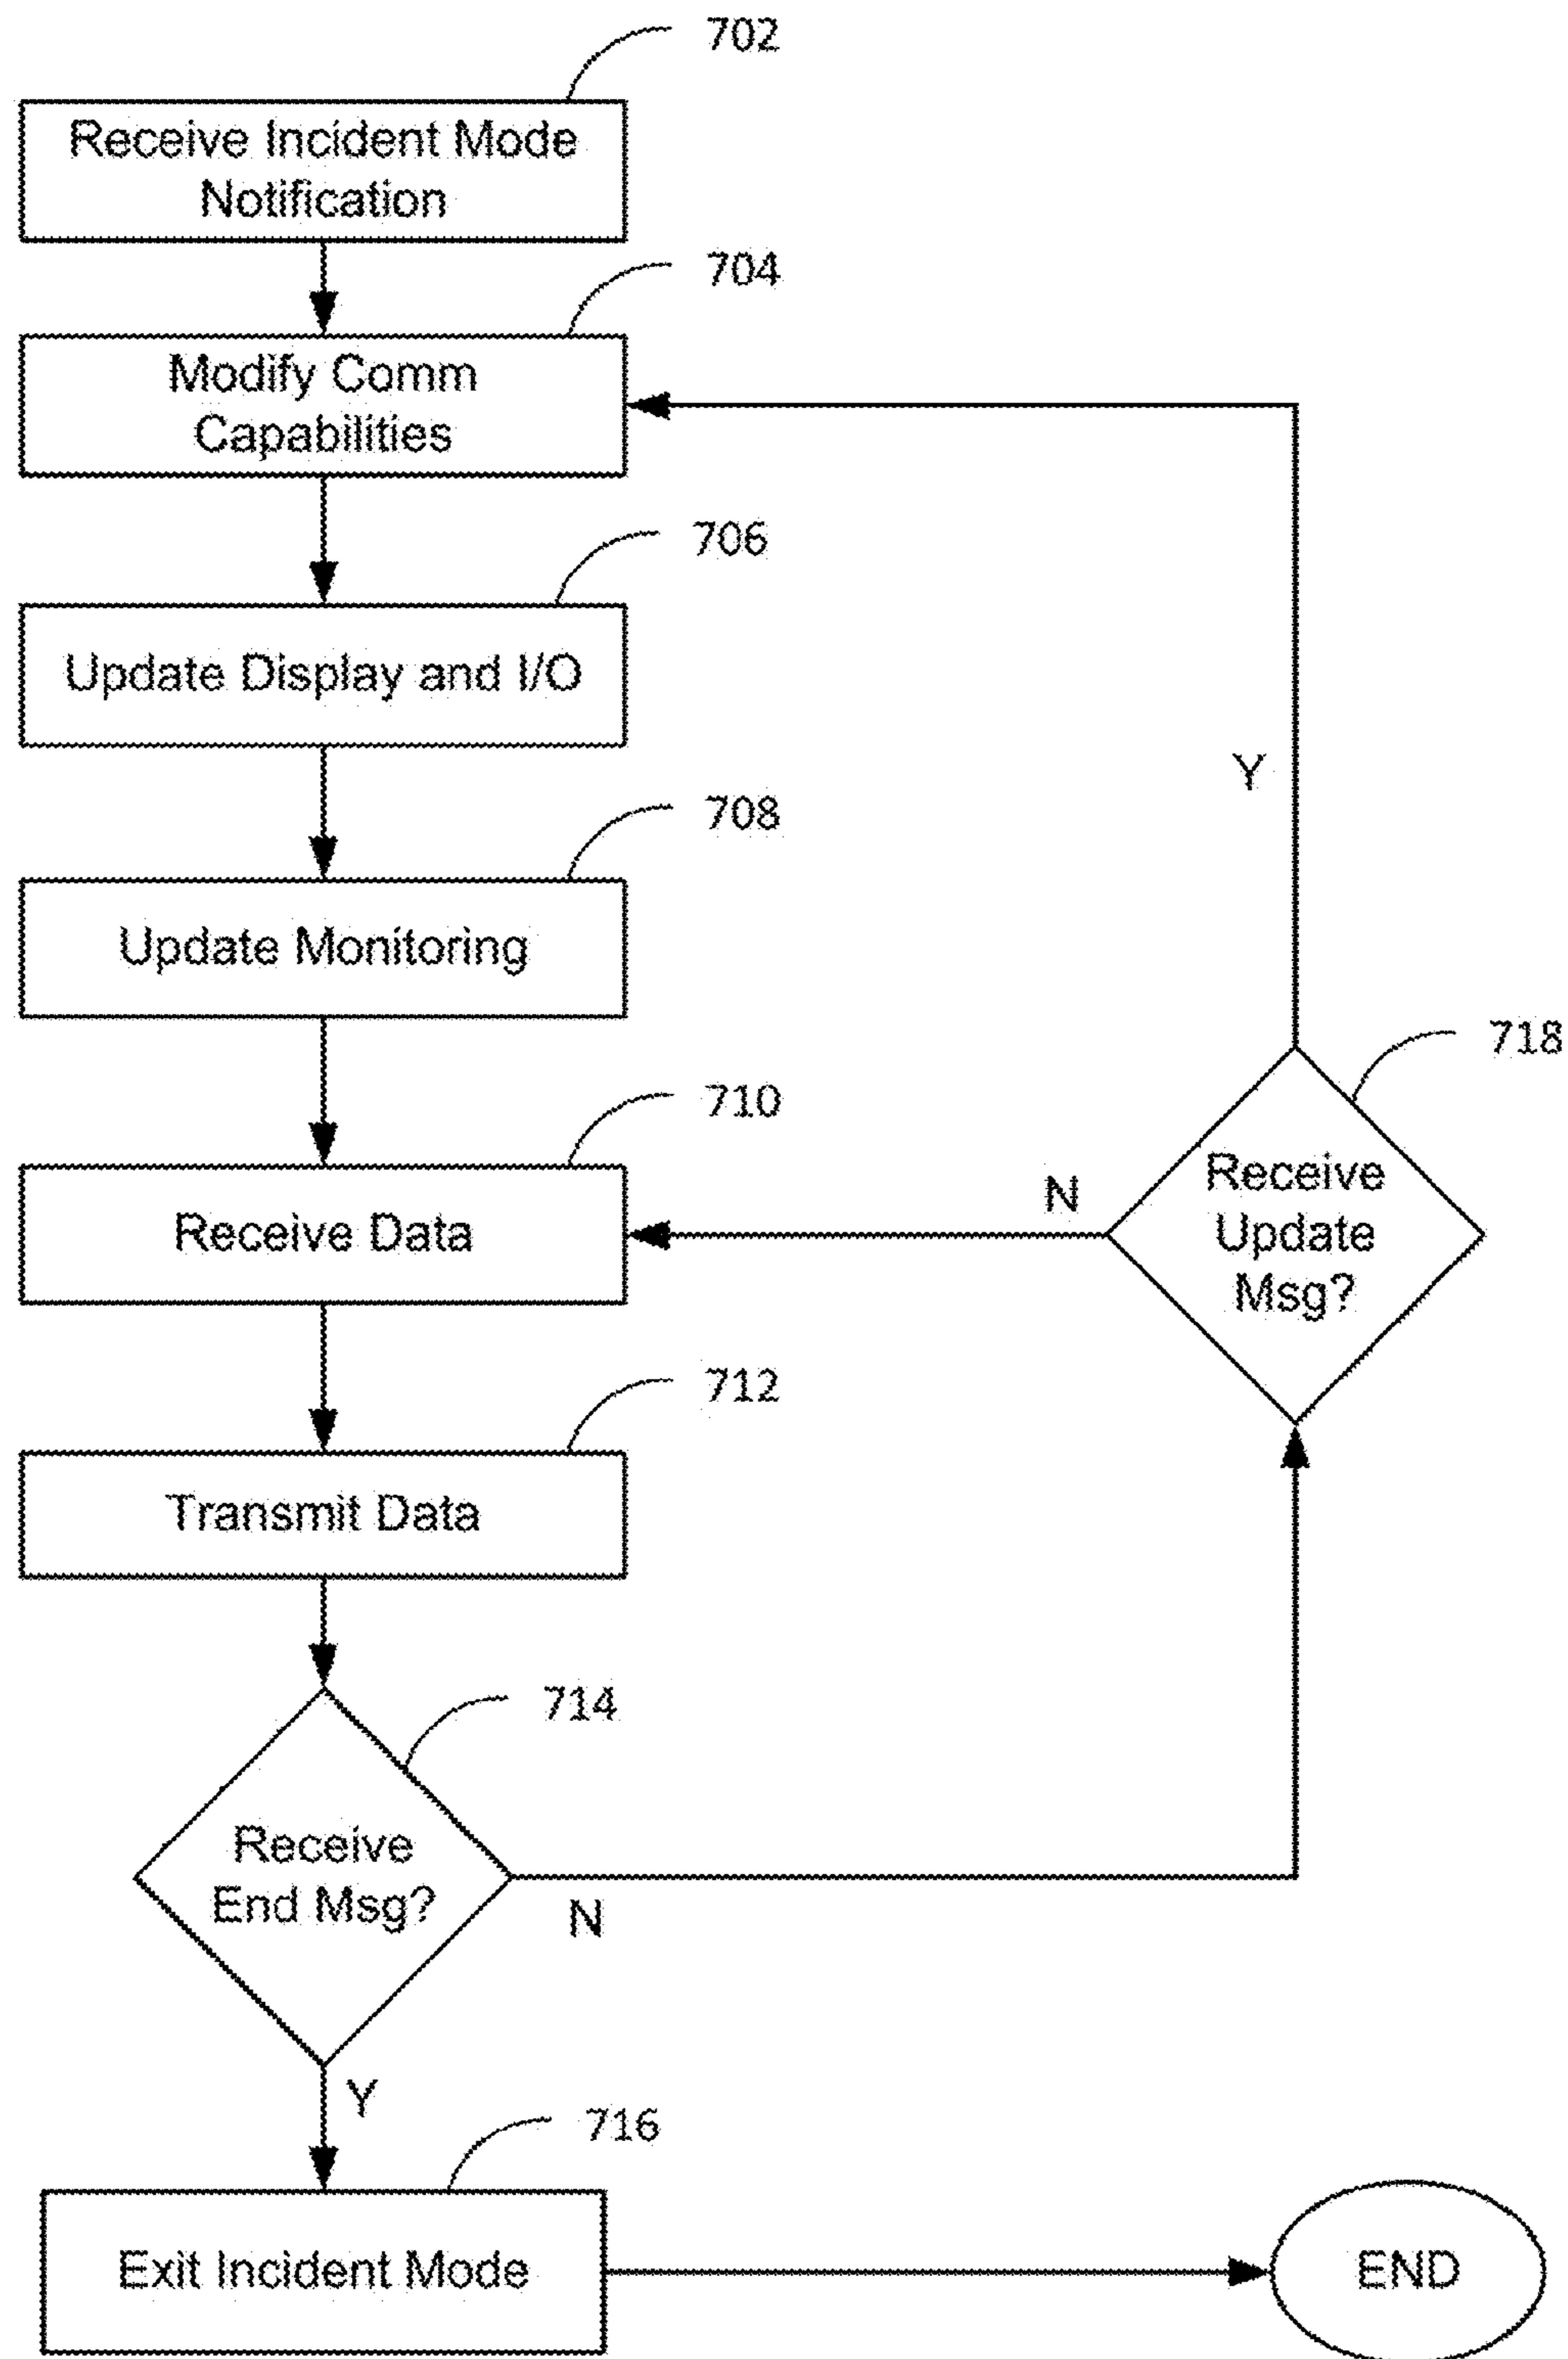 702
Receive Incident Mode
Notification
704
Modify Comm
Capabilities
706
Update Display and I/O
708
Update Monitoring
Y
718
710
Receive Data
N
Receive
Update
Msg?
712
Transmit Data
714
Receive
End Msg?
N
Y
716
Exit Incident Mode
END